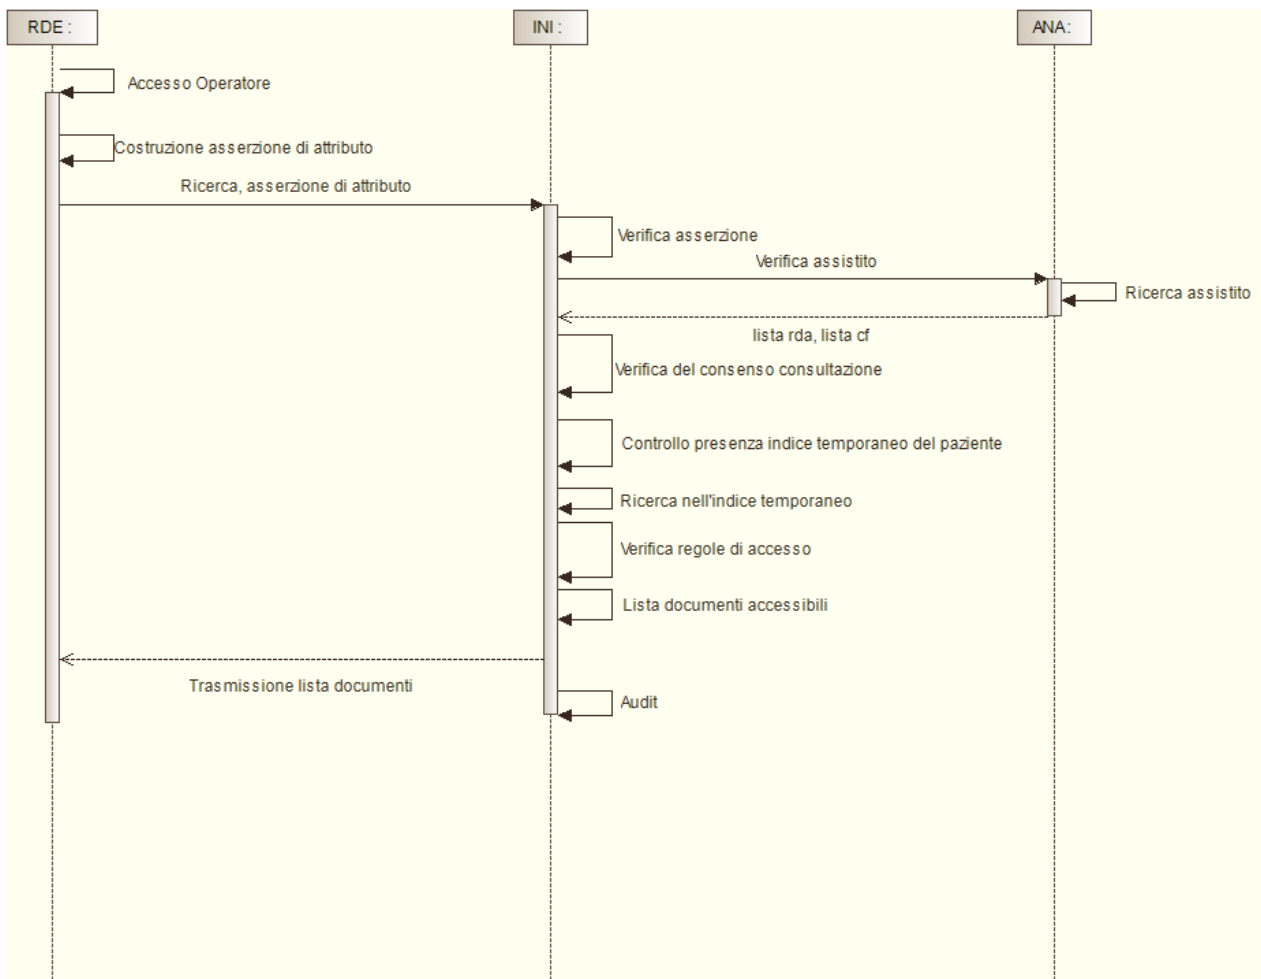 RDE :
INI :
ANA:
Accesso Operatore
Costruzione asserzione di attributo
Ricerca, asserzione di attributo
Verifica asserzione
Verifica assistito
Ricerca assistito
lista rda, lista cf
Verifica del consenso consultazione
Controllo presenza indice temporaneo del paziente
Ricerca nell'indice temporaneo
Verifica regole di accesso
Lista documenti accessibili
Trasmissione lista documenti
Audit